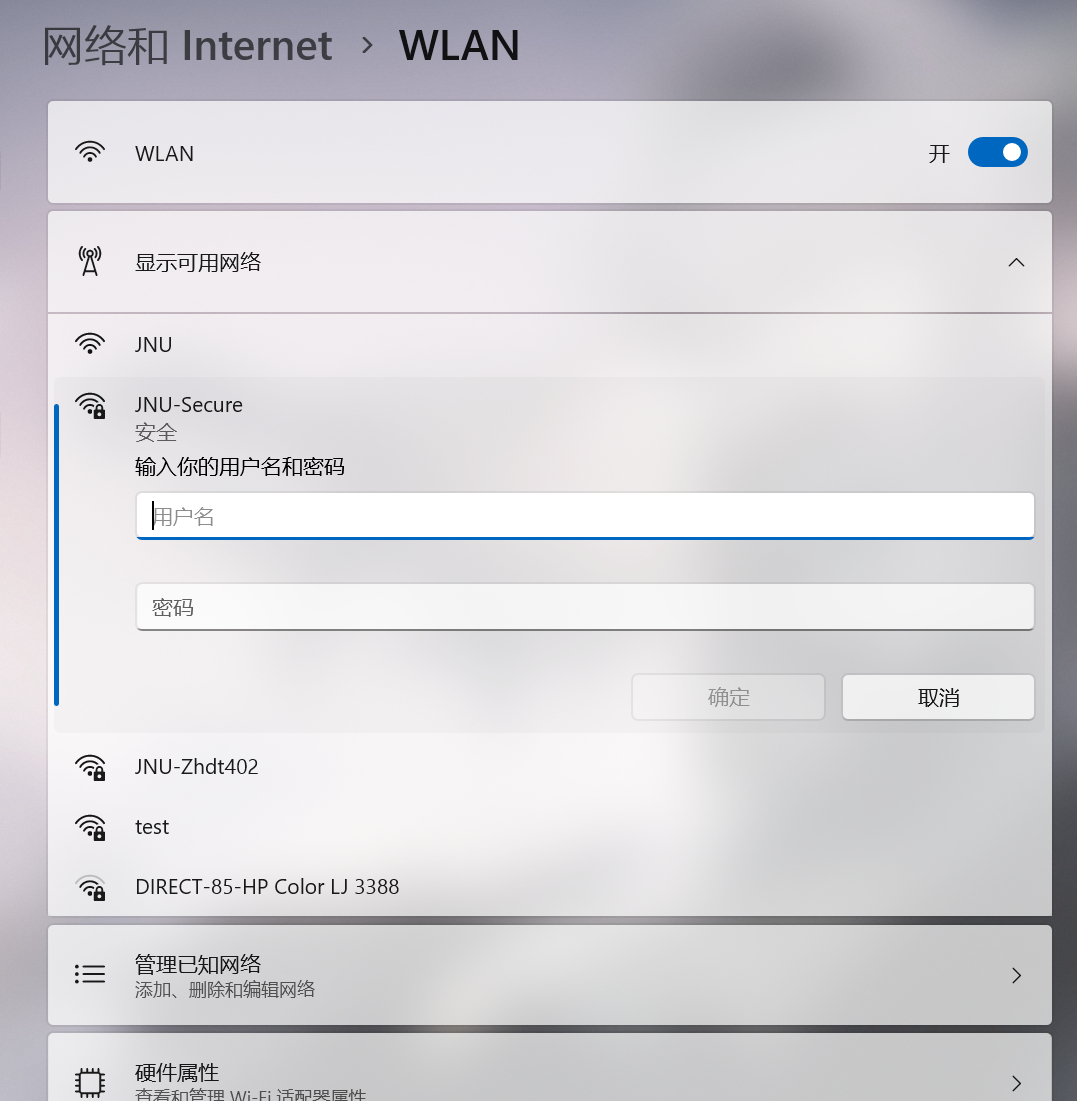 网络和 Internet > WLAN
WLAN 开
显示可用网络
JNU
JNU-Secure
安全
输入你的用户名和密码
用户名
密码
确定 取消
JNU-Zhdt402
test
DIRECT-85-HP Color LJ 3388
管理已知网络
添加、删除和编辑网络
硬件属性
查看和管理 Wi-Fi 适配器属性